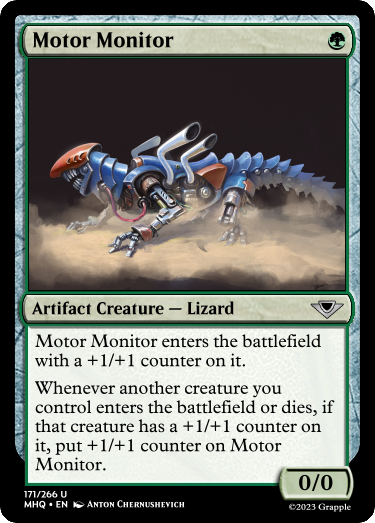 Motor Monitor
Artifact Creature — Lizard
Motor Monitor enters the battlefield
with a +1/+1 counter on it.
Whenever another creature you
control enters the battlefield or dies, if
that creature has a +1/+1 counter on
it, put +1/+1 counter on Motor
Monitor.
0/0
171/266 U
MHQ • EN Anton Chernushevich
©2023 Grapple